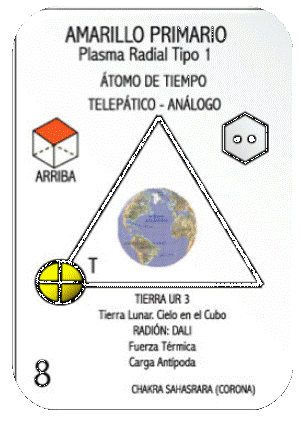 AMARILLO PRIMARIO
Plasma Radial Tipo 1
ÁTOMO DE TIEMPO
TELEPÁTICO - ANÁLOGO
ARRIBA
T
TIERRA UR 3
Tierra Lunar. Cielo en el Cubo
RADIÓN: DALI
Fuerza Térmica
Carga Antípoda
8
CHAKRA SAHASRARA (CORONA)